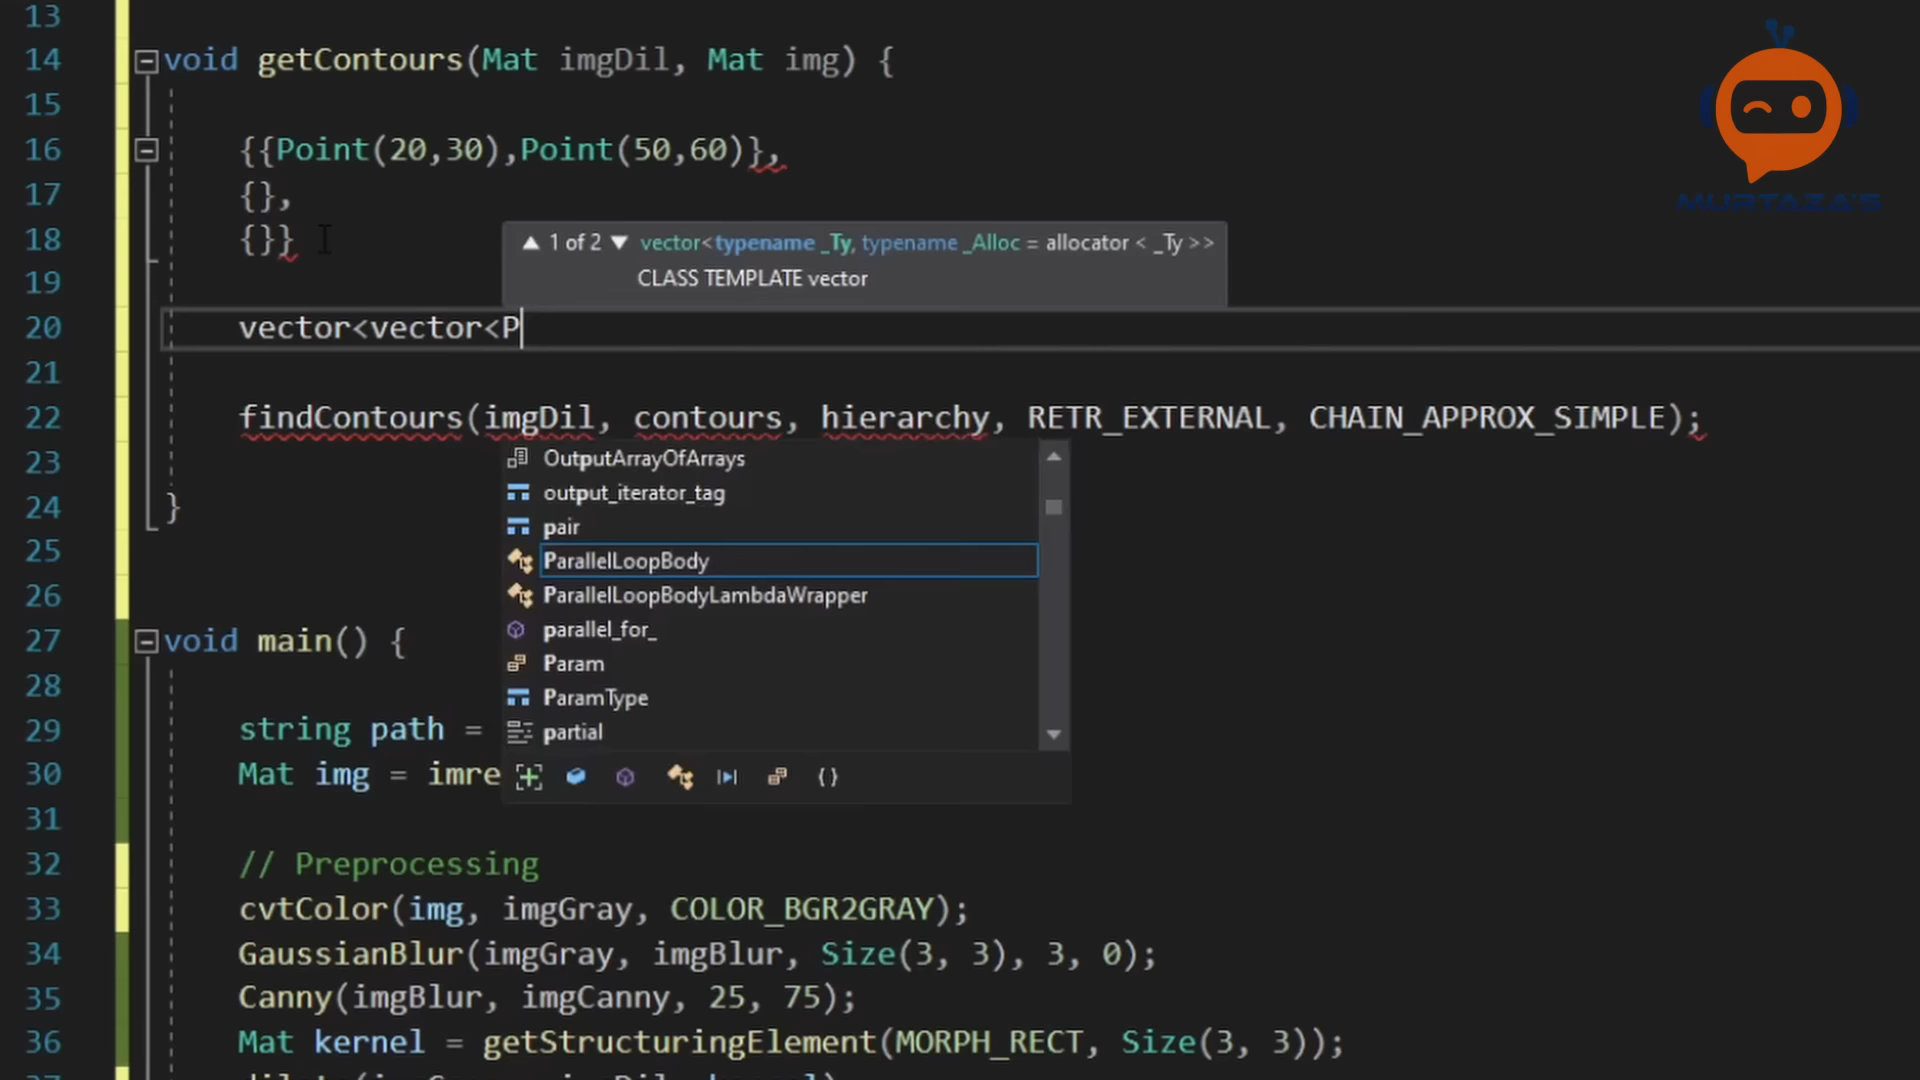 13
14 void getContours(Mat imgDil, Mat img) {
15
16 {{Point(20,30),Point(50,60)},
17 {},
18 {}}
1 of 2 vector<typename _Ty, typename _Alloc = allocator < _Ty >>
CLASS TEMPLATE vector
19
20 vector<vector<P
21
22 findContours(imgDil, contours, hierarchy, RETR_EXTERNAL, CHAIN_APPROX_SIMPLE);
OutputArrayOfArrays
23
output_iterator_tag
24 }
pair
25
ParallelLoopBody
26
ParallelLoopBodyLambdaWrapper
parallel_for_
27 void main() {
Param
28
ParamType
29 string path =
partial
30 Mat img = imre
{}
31
32 // Preprocessing
33 cvtColor(img, imgGray, COLOR_BGR2GRAY);
34 GaussianBlur(imgGray, imgBlur, Size(3, 3), 3, 0);
35 Canny(imgBlur, imgCanny, 25, 75);
36 Mat kernel = getStructuringElement(MORPH_RECT, Size(3, 3));
MURTAZA'S